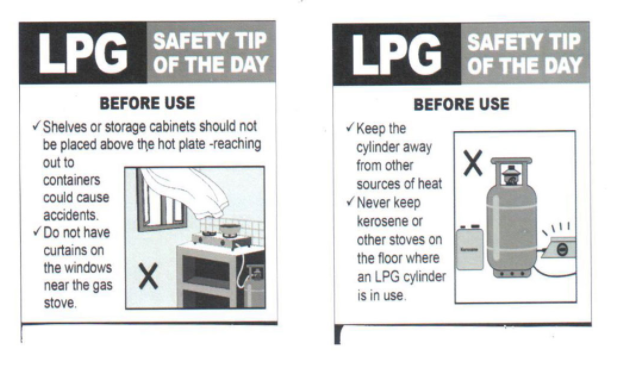 LPG
SAFETY TIP
OF THE DAY
BEFORE USE
✓ Shelves or storage cabinets should not
be placed above the hot plate -reaching
out to
containers
could cause
accidents.
✓ Do not have
curtains on
the windows
near the gas
stove.
X
LPG
SAFETY TIP
OF THE DAY
BEFORE USE
✓ Keep the
cylinder away
from other
sources of heat
✓ Never keep
kerosene or
other stoves on
the floor where
an LPG cylinder
is in use.
X
Kerosene